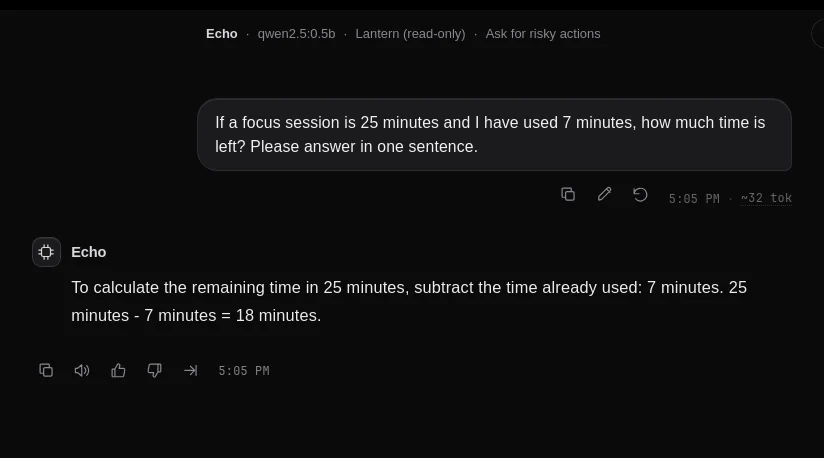 Echo · qwen2.5:0.5b · Lantern (read-only) · Ask for risky actions
If a focus session is 25 minutes and I have used 7 minutes, how much time is
left? Please answer in one sentence.
5:05 PM · ~32 tok
Echo
To calculate the remaining time in 25 minutes, subtract the time already used: 7 minutes. 25
minutes - 7 minutes = 18 minutes.
5:05 PM